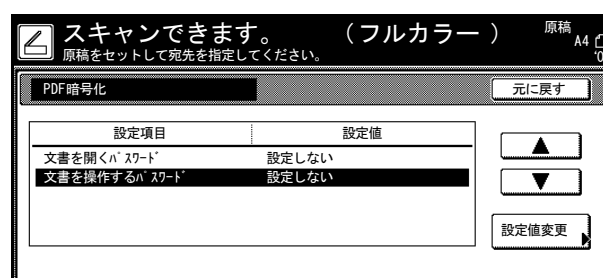 スキャンできます。 (フルカラー )
原稿をセットして宛先を指定してください。
原稿
A4
PDF暗号化
元に戻す
設定項目 設定値
文書を開くﾊﾟｽﾜｰﾄﾞ 設定しない
文書を操作するﾊﾟｽﾜｰﾄﾞ 設定しない
▲
▼
設定値変更